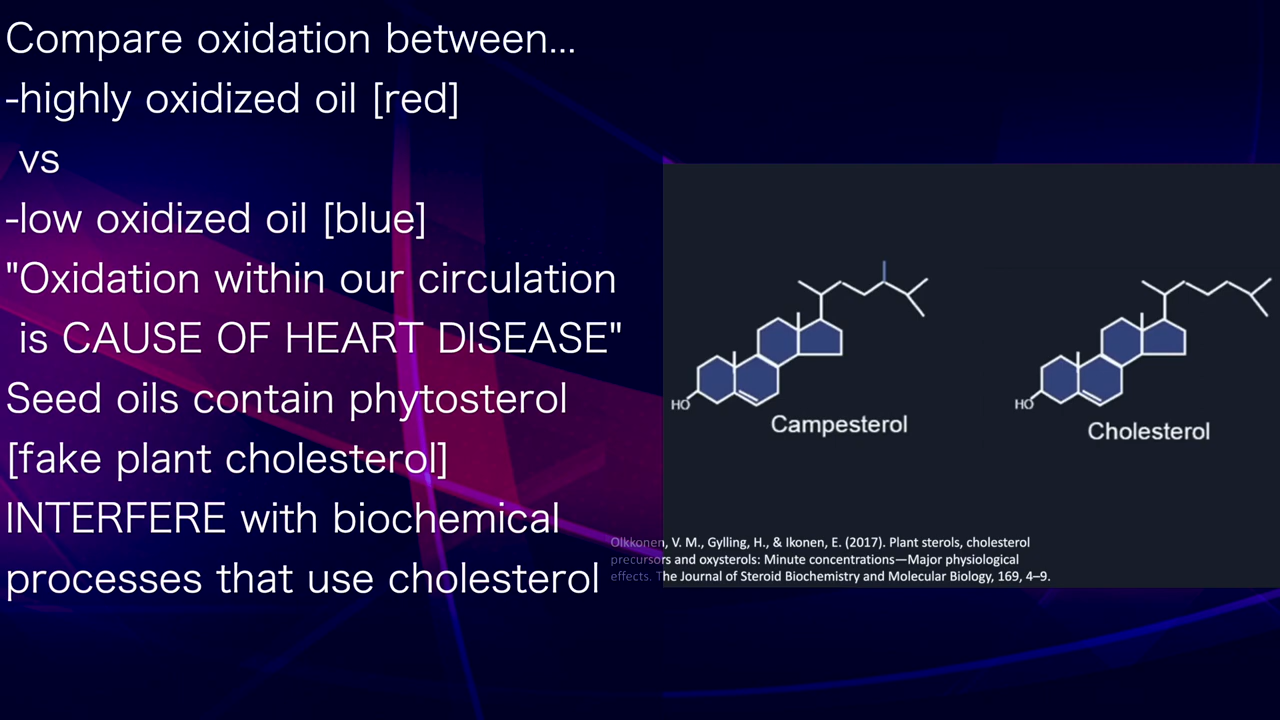 Compare oxidation between...
-highly oxidized oil [red]
vs
-low oxidized oil [blue]
"Oxidation within our circulation
is CAUSE OF HEART DISEASE"
Seed oils contain phytosterol
[fake plant cholesterol]
INTERFERE with biochemical
processes that use cholesterol
HO
Campesterol
HO
Cholesterol
Olkkonen, V. M., Gylling, H., & Ikonen, E. (2017). Plant sterols, cholesterol
precursors and oxysterols: Minute concentrations—Major physiological
effects. The Journal of Steroid Biochemistry and Molecular Biology, 169, 4–9.